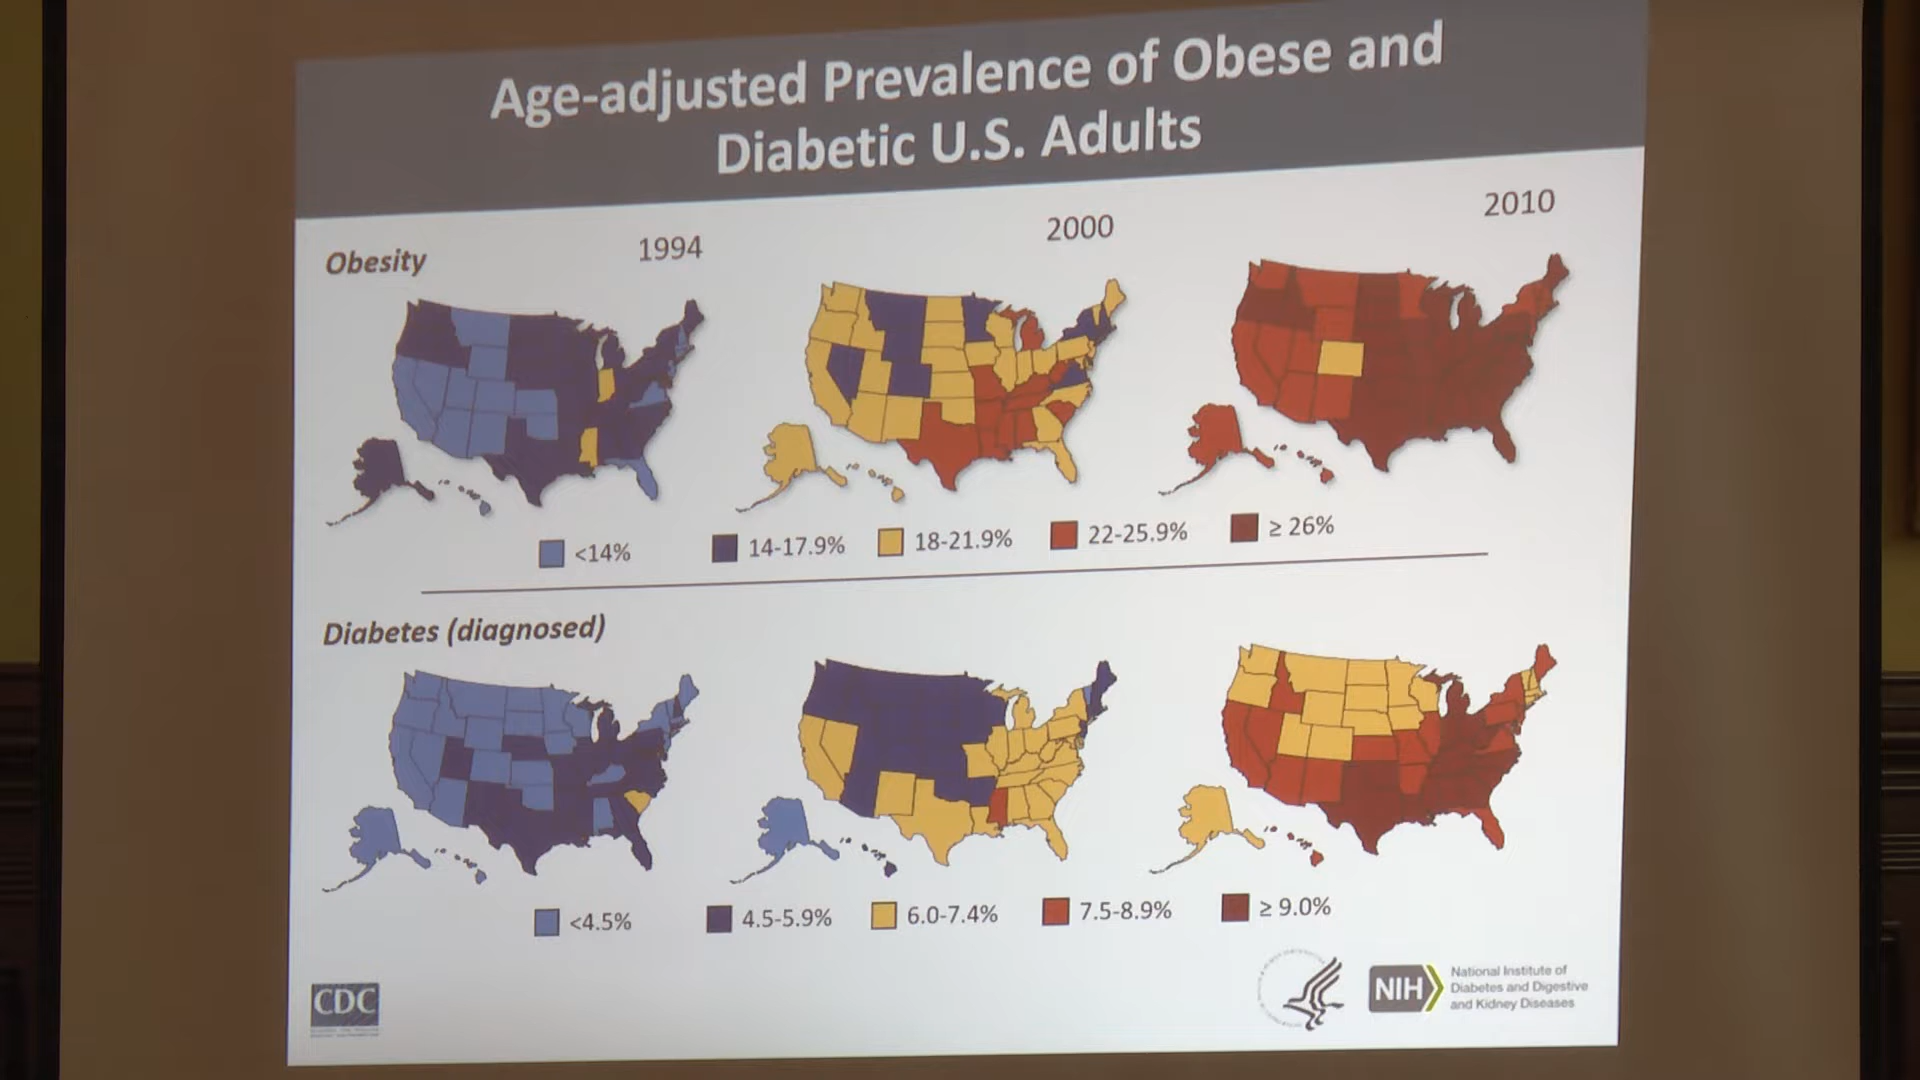 Age-adjusted Prevalence of Obese and
Diabetic U.S. Adults
Obesity
1994
2000
2010
<14%
14-17.9%
18-21.9%
22-25.9%
≥ 26%
Diabetes (diagnosed)
<4.5%
4.5-5.9%
6.0-7.4%
7.5-8.9%
≥ 9.0%
CDC
NIH
National Institute of
Diabetes and Digestive
and Kidney Diseases